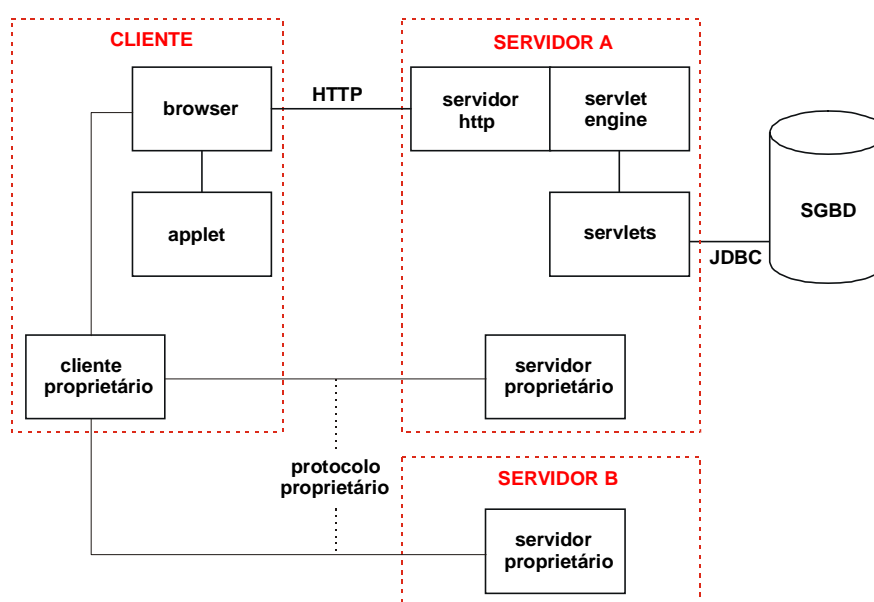 CLIENTE
SERVIDOR A
browser
HTTP
servidor
http
servlet
engine
applet
servlets
SGBD
JDBC
cliente
proprietário
servidor
proprietário
protocolo
proprietário
SERVIDOR B
servidor
proprietário